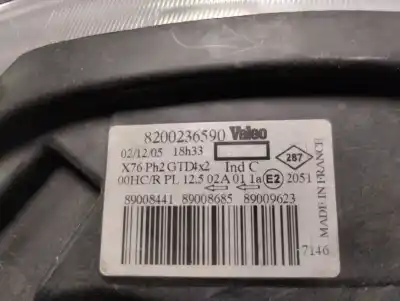 8200236590 Valeo
02/12/05 18h33 287
X76 Ph2 GTD4x2 Ind C
00HC/R PL 12.5 02A 01 1a E2 2051
89008441 89008685 89009623
7146
MADE IN FRANCE